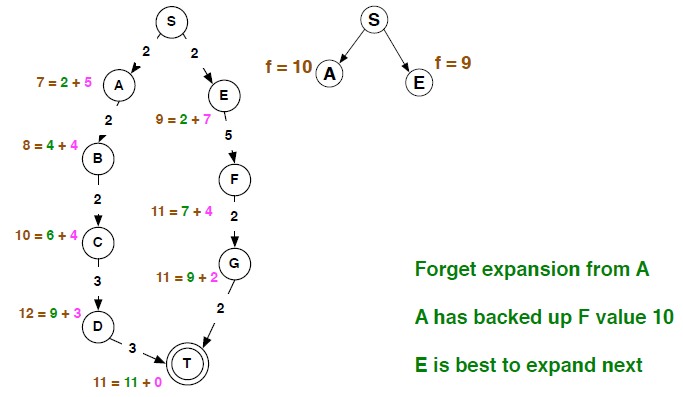 S
S
2
2
f = 10
A
E
f = 9
7 = 2 + 5
A
E
9 = 2 + 7
2
5
8 = 4 + 4
B
F
2
11 = 7 + 4
2
10 = 6 + 4
C
G
11 = 9 + 2
Forget expansion from A
3
2
12 = 9 + 3
D
A has backed up F value 10
3
T
E is best to expand next
11 = 11 + 0